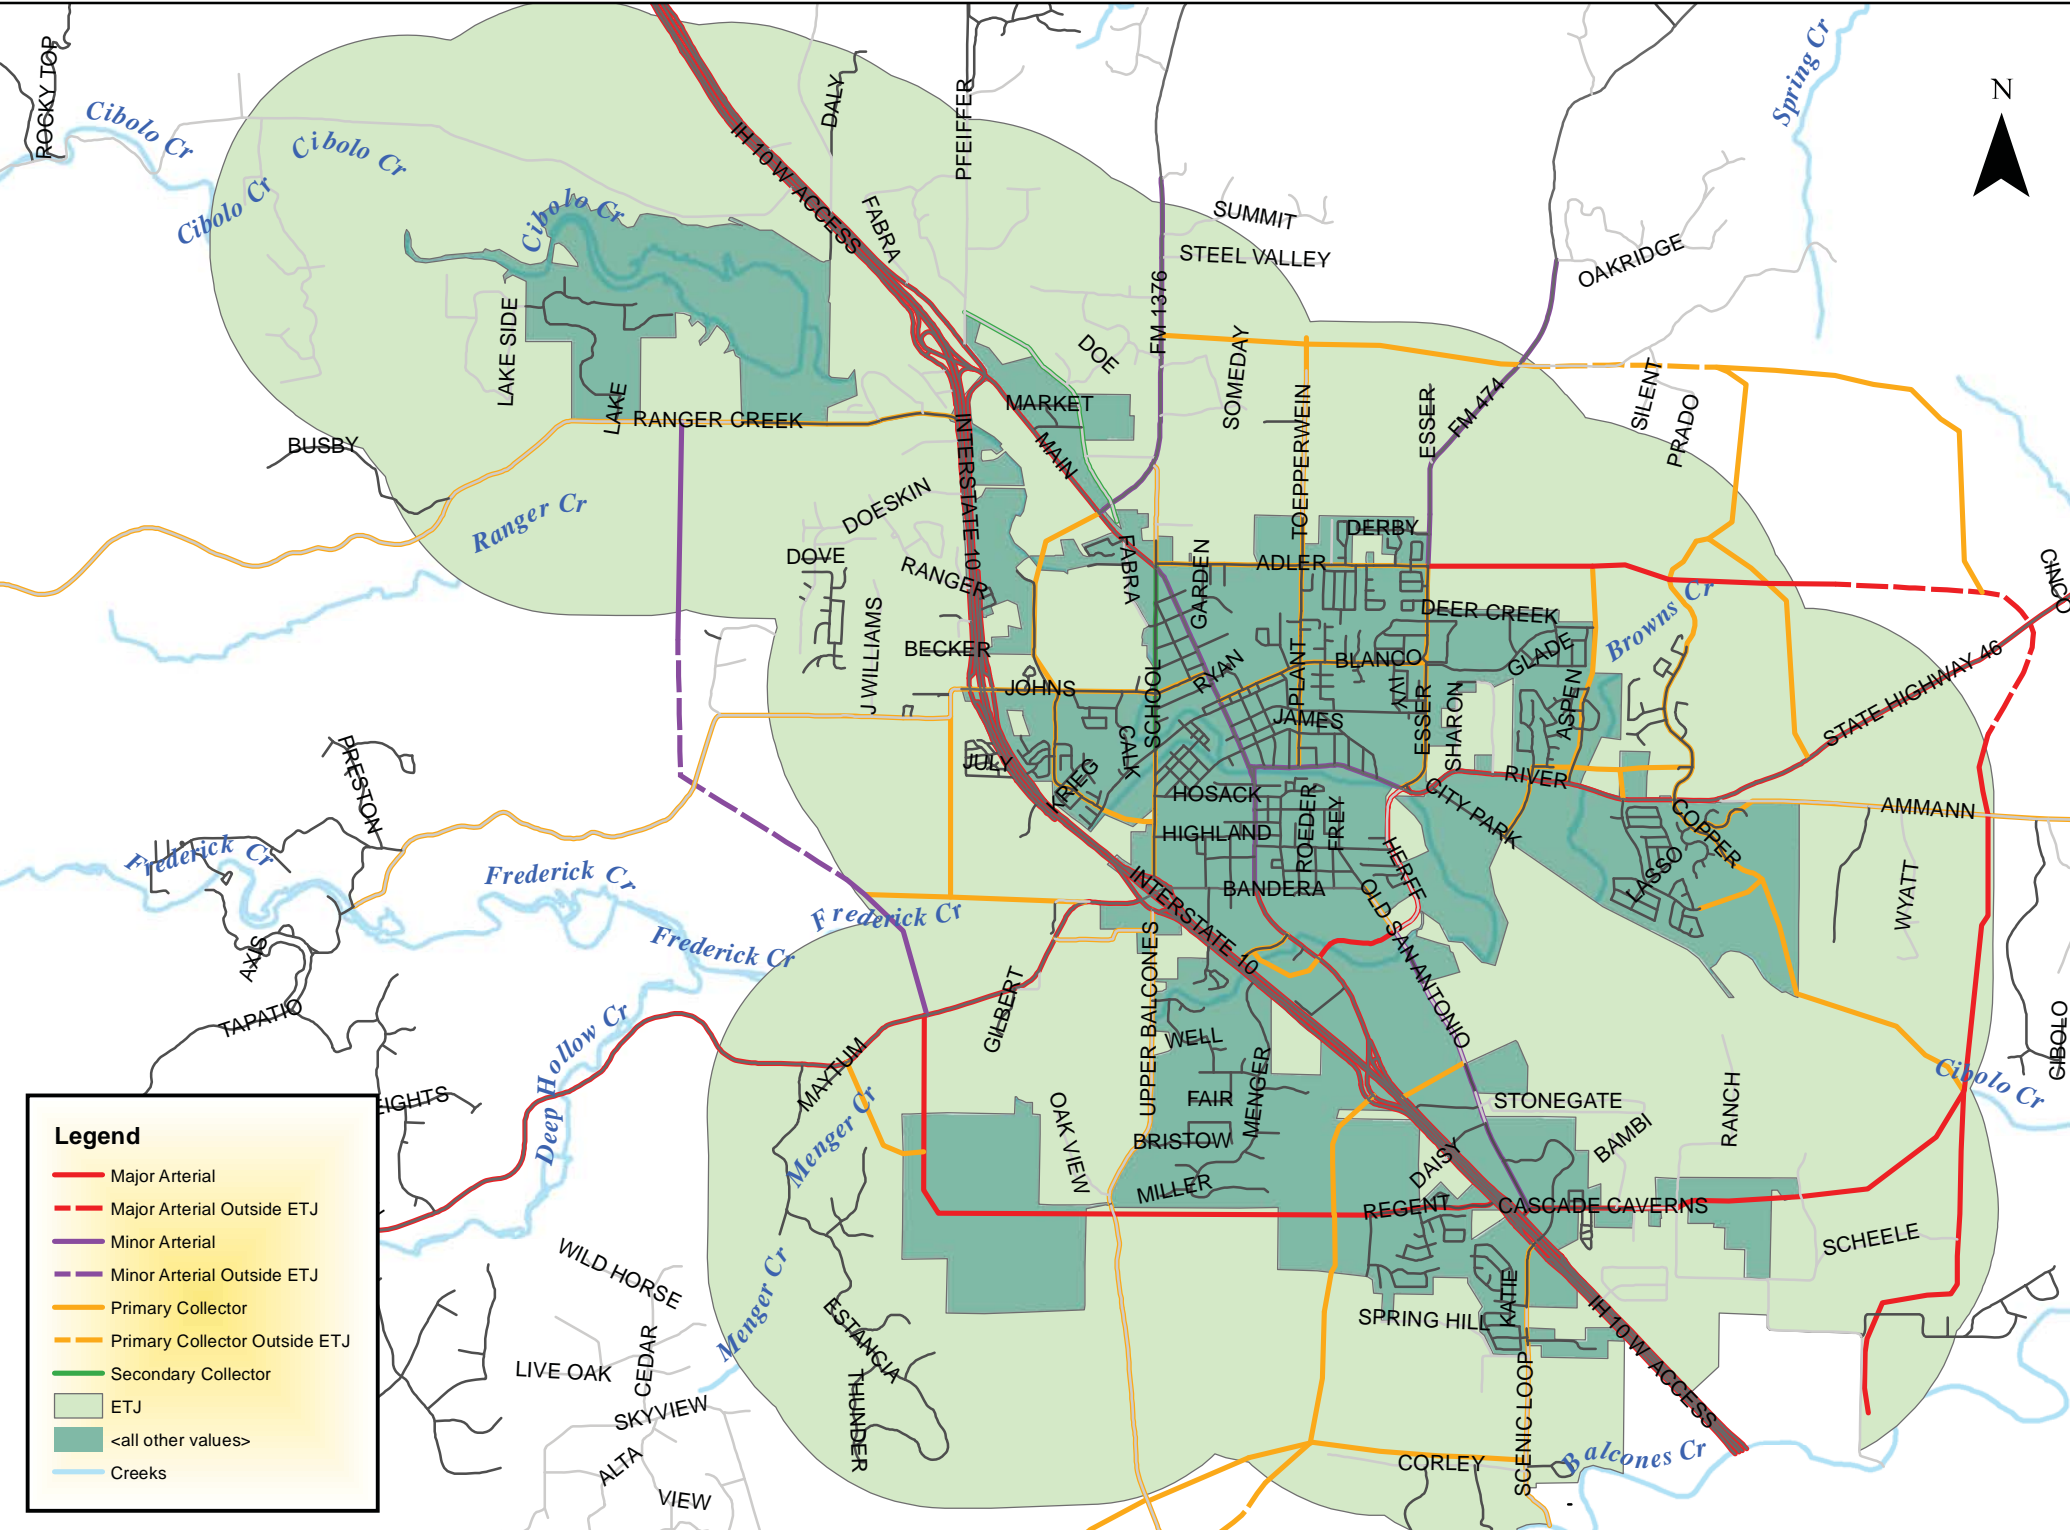 ROCKY TOP
Cibolo Cr
Cibolo Cr
Cibolo Cr
Cibolo Cr
DALY
PFEIFFER
IH 10 W ACCESS
FABRA
Spring Cr
N
SUMMIT
STEEL VALLEY
OAKRIDGE
FM 1376
LAKE SIDE
LAKE
RANGER CREEK
BUSBY
Ranger Cr
DOE
MARKET
MAIN
SOMEDAY
TOEPPERWEIN
ESSER
FM 474
SILENT
PRADO
INTERSTATE 10
DOESKIN
DOVE
RANGER
J WILLIAMS
BECKER
FABRA
GARDEN
DERBY
ADLER
DEER CREEK
Browns Cr
CINCO
GLADE
BLANCO
RYAN
PLANT
IVY
JOHNS
SCHOOL
JAMES
ESSER
SHARON
ASPEN
STATE HIGHWAY 46
PRESTON
JULY
CALK
KRIEG
HOSACK
RIVER
CITY PARK
AMMANN
COPPER
HIGHLAND
ROEDER
FREY
HERFF
LASSO
WYATT
BANDERA
INTERSTATE 10
OLD SAN ANTONIO
Frederick Cr
Frederick Cr
Frederick Cr
Frederick Cr
AXIS
TAPATIO
Deep Hollow Cr
GILBERT
UPPER BALCONES
WELL
MENGER
FAIR
BRISTOW
MILLER
MAYTUM
Menger Cr
OAK VIEW
STONEGATE
BAMBI
RANCH
CIBOLO
Cibolo Cr
DAISY
REGENT
CASCADE CAVERNS
SCHEELE
EIGHTS
WILD HORSE
Menger Cr
ESTANCIA
CEDAR
LIVE OAK
SKYVIEW
ALTA
VIEW
THUNDER
SPRING HILL
KATIE
IH 10 W ACCESS
SCENIC LOOP
CORLEY
Balcones Cr
Legend
Major Arterial
Major Arterial Outside ETJ
Minor Arterial
Minor Arterial Outside ETJ
Primary Collector
Primary Collector Outside ETJ
Secondary Collector
ETJ
<all other values>
Creeks